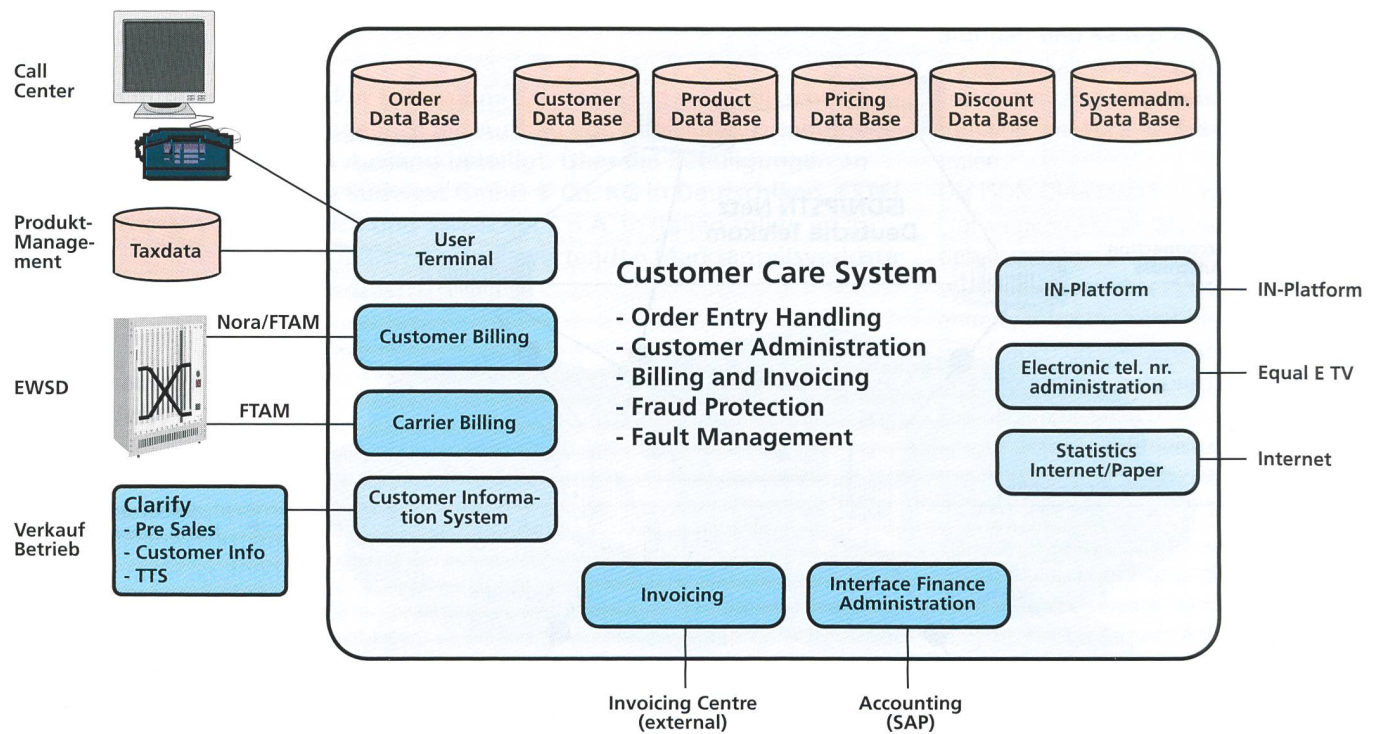 Call
Center
Order
Data Base
Customer
Data Base
Product
Data Base
Pricing
Data Base
Discount
Data Base
Systemadm.
Data Base
Produkt-
Manage-
ment
Taxdata
User
Terminal
EWSD
Nora/FTAM
FTAM
Customer Billing
Carrier Billing
Customer Informa-
tion System
Verkauf
Betrieb
Clarify
- Pre Sales
- Customer Info
- TTS
Customer Care System
- Order Entry Handling
- Customer Administration
- Billing and Invoicing
- Fraud Protection
- Fault Management
IN-Platform
IN-Platform
Electronic tel. nr.
administration
Equal E TV
Statistics
Internet/Paper
Internet
Invoicing
Interface Finance
Administration
Invoicing Centre
(external)
Accounting
(SAP)